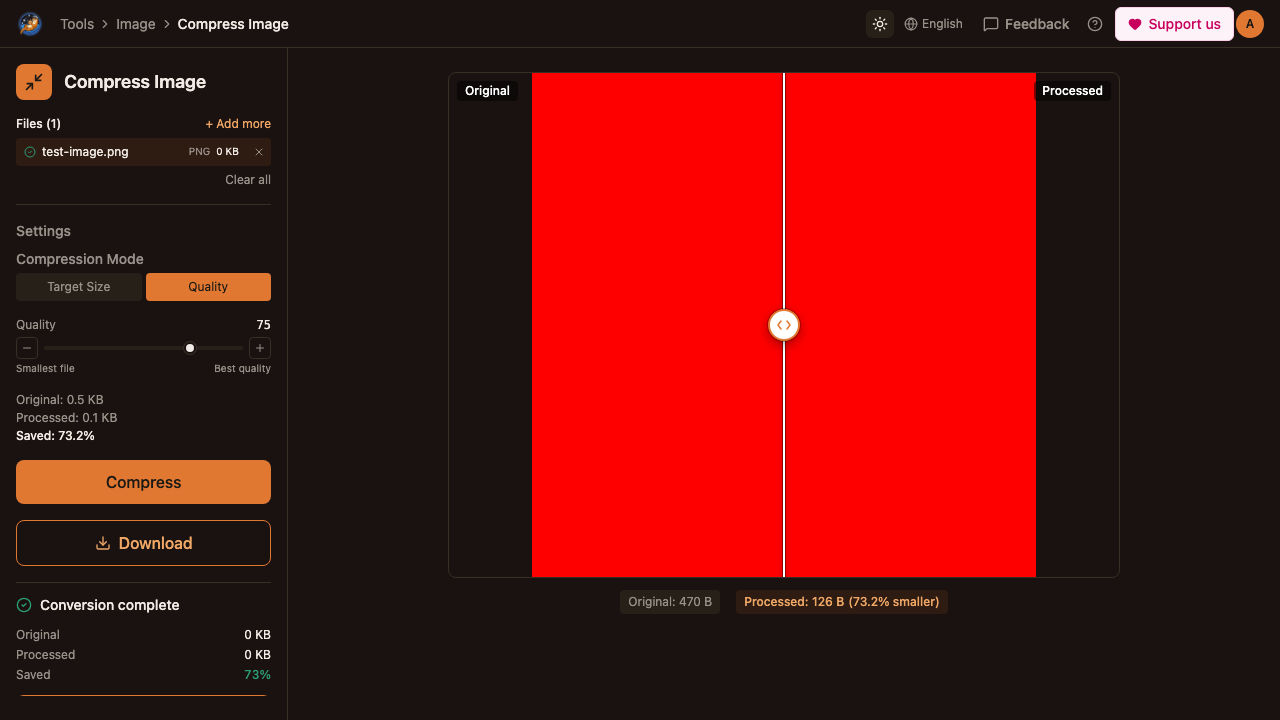 Tools > Image > Compress Image
English
Feedback
Support us
A
Compress Image
Files (1)
+ Add more
test-image.png PNG 0 KB
Clear all
Settings
Compression Mode
Target Size
Quality
Quality 75
Smallest file
Best quality
Original: 0.5 KB
Processed: 0.1 KB
Saved: 73.2%
Compress
Download
Conversion complete
Original 0 KB
Processed 0 KB
Saved 73%
Original
Processed
Original: 470 B
Processed: 126 B (73.2% smaller)